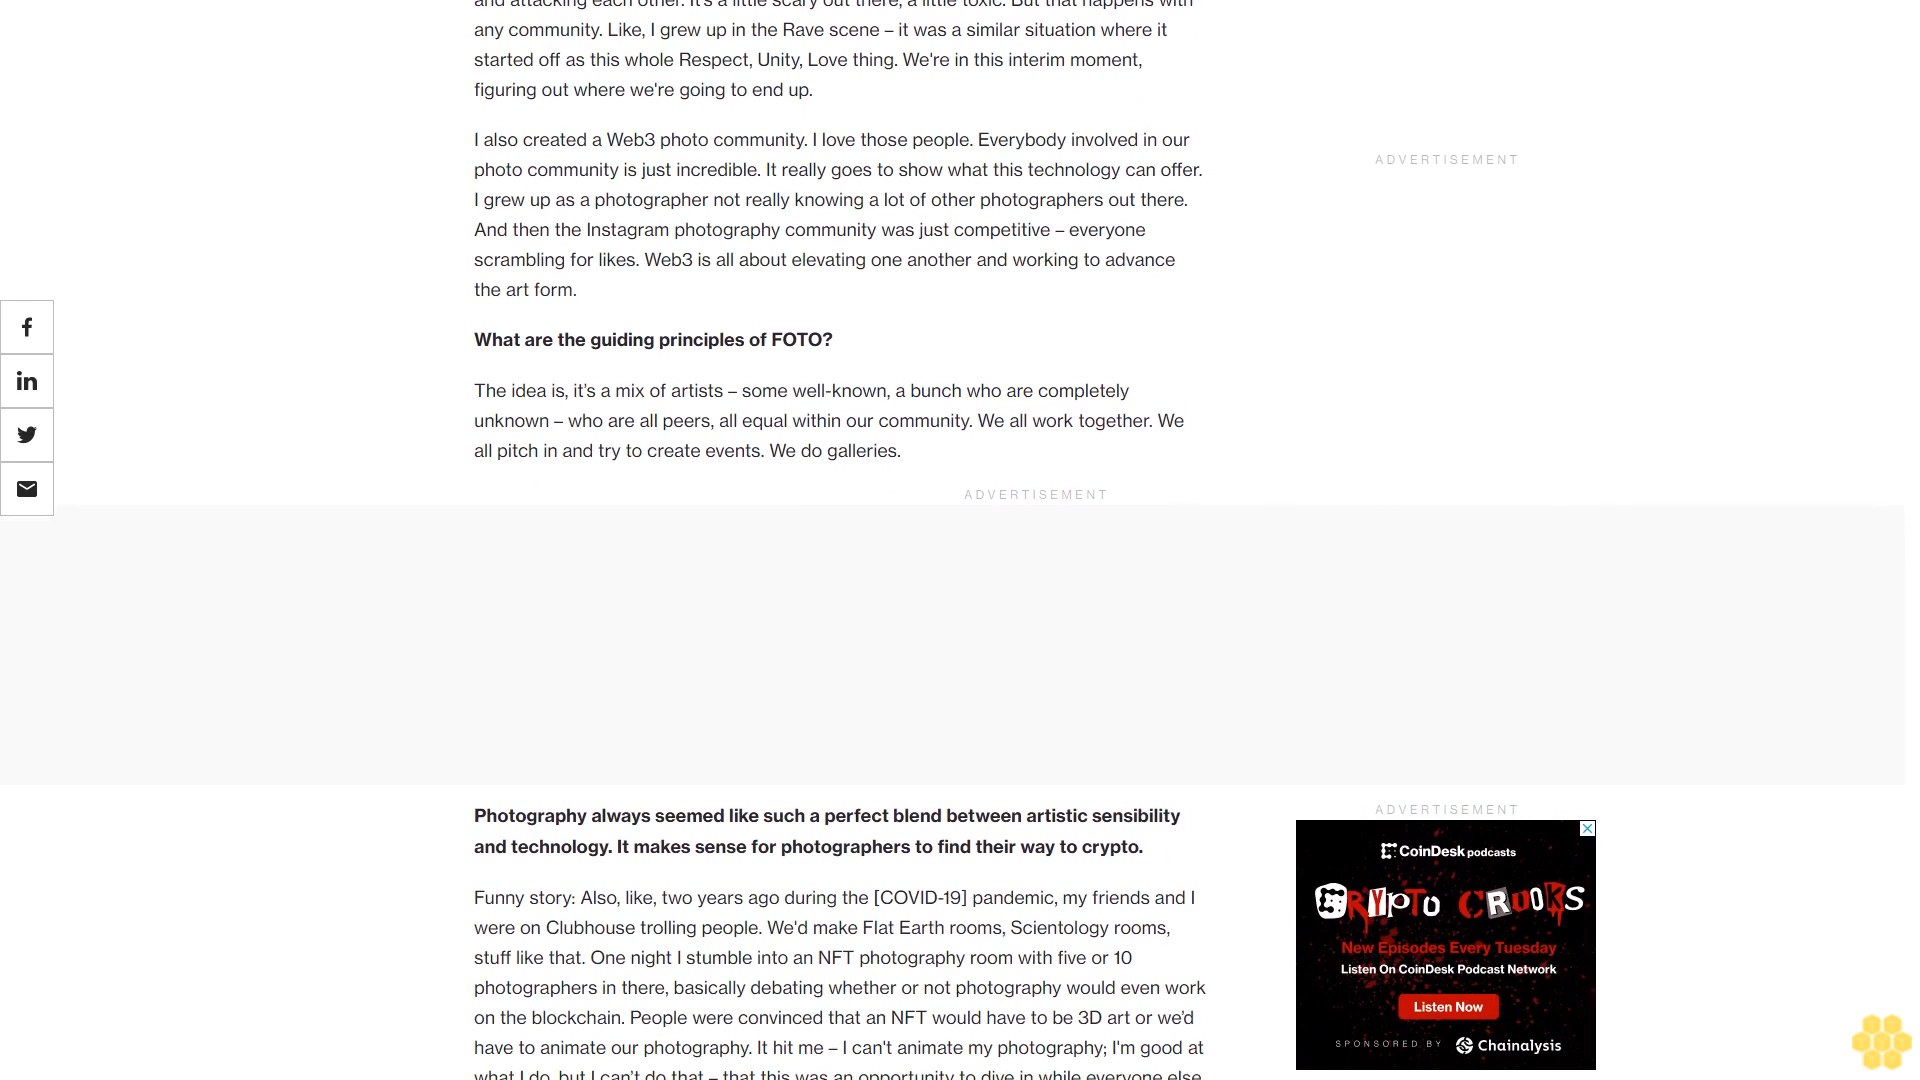 and attacking each other. It's a little scary out there, a little toxic. But that happens with
any community. Like, I grew up in the Rave scene – it was a similar situation where it
started off as this whole Respect, Unity, Love thing. We're in this interim moment,
figuring out where we're going to end up.
I also created a Web3 photo community. I love those people. Everybody involved in our
photo community is just incredible. It really goes to show what this technology can offer.
I grew up as a photographer not really knowing a lot of other photographers out there.
And then the Instagram photography community was just competitive – everyone
scrambling for likes. Web3 is all about elevating one another and working to advance
the art form.
ADVERTISEMENT
What are the guiding principles of FOTO?
The idea is, it’s a mix of artists – some well-known, a bunch who are completely
unknown – who are all peers, all equal within our community. We all work together. We
all pitch in and try to create events. We do galleries.
ADVERTISEMENT
Photography always seemed like such a perfect blend between artistic sensibility
and technology. It makes sense for photographers to find their way to crypto.
Funny story: Also, like, two years ago during the [COVID-19] pandemic, my friends and I
were on Clubhouse trolling people. We'd make Flat Earth rooms, Scientology rooms,
stuff like that. One night I stumble into an NFT photography room with five or 10
photographers in there, basically debating whether or not photography would even work
on the blockchain. People were convinced that an NFT would have to be 3D art or we’d
have to animate our photography. It hit me – I can't animate my photography; I'm good at
what I do, but I can’t do that – that this was an opportunity to dive in while everyone else
ADVERTISEMENT
CoinDesk podcasts
CRYPTO CROOKS
New Episodes Every Tuesday
Listen On CoinDesk Podcast Network
Listen Now
SPONSORED BY Chainalysis